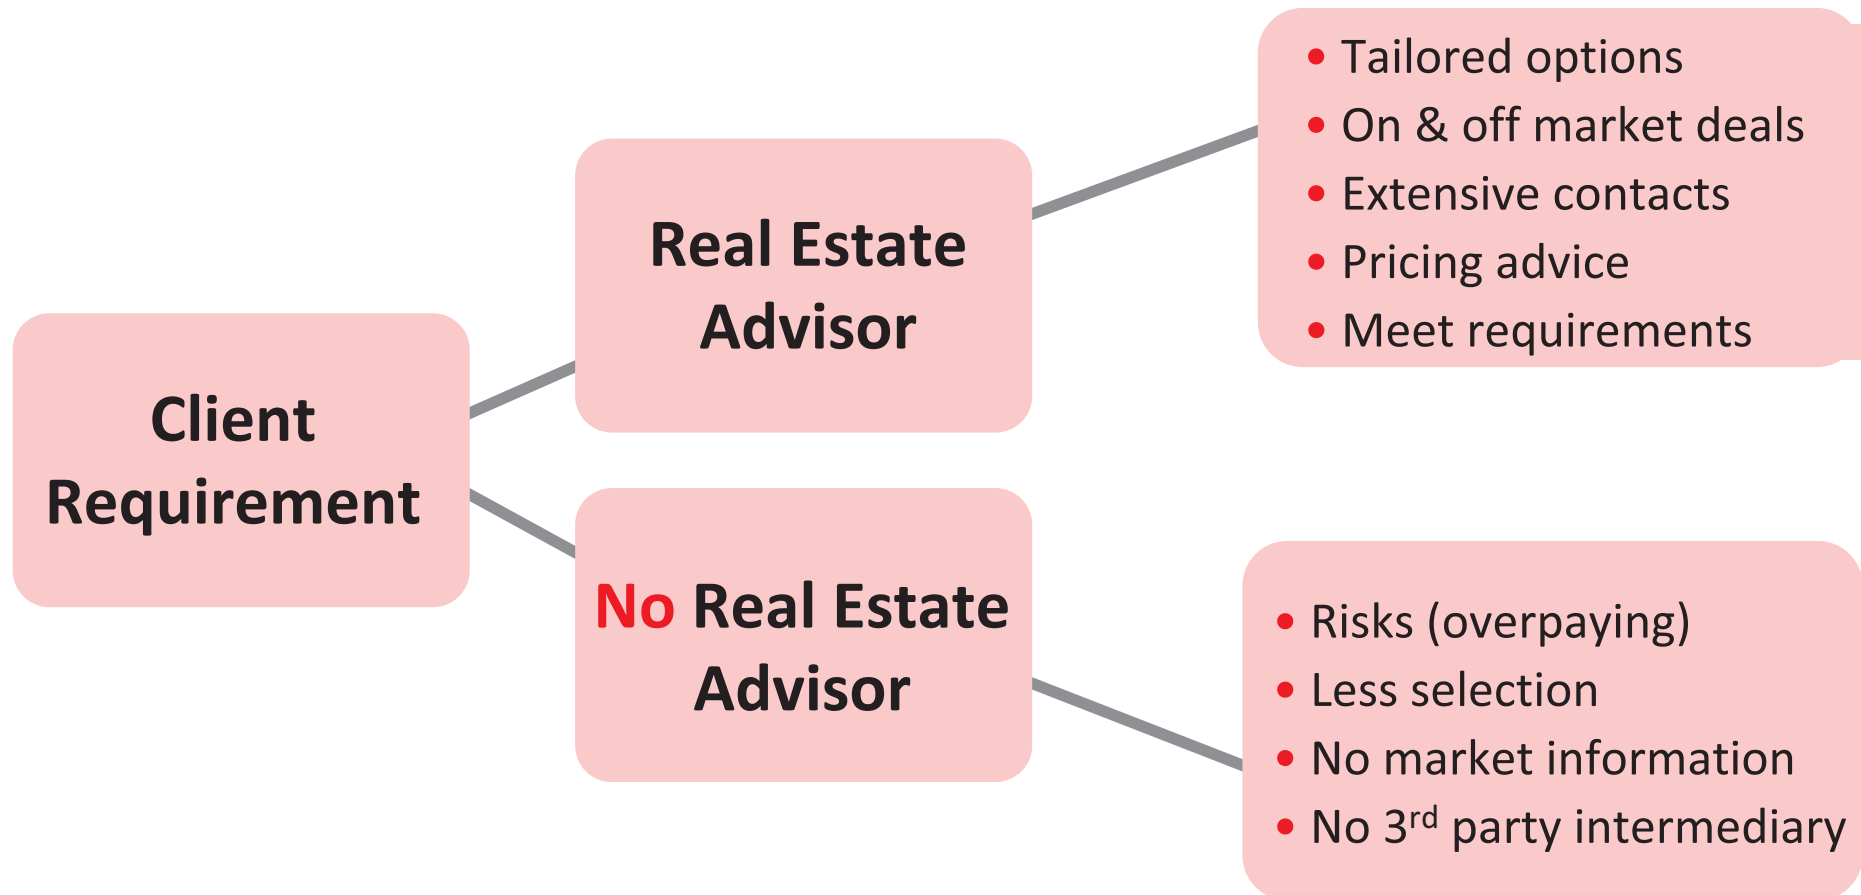 Client
Requirement
Real Estate
Advisor
• Tailored options
• On & off market deals
• Extensive contacts
• Pricing advice
• Meet requirements
No Real Estate
Advisor
• Risks (overpaying)
• Less selection
• No market information
• No 3rd party intermediary